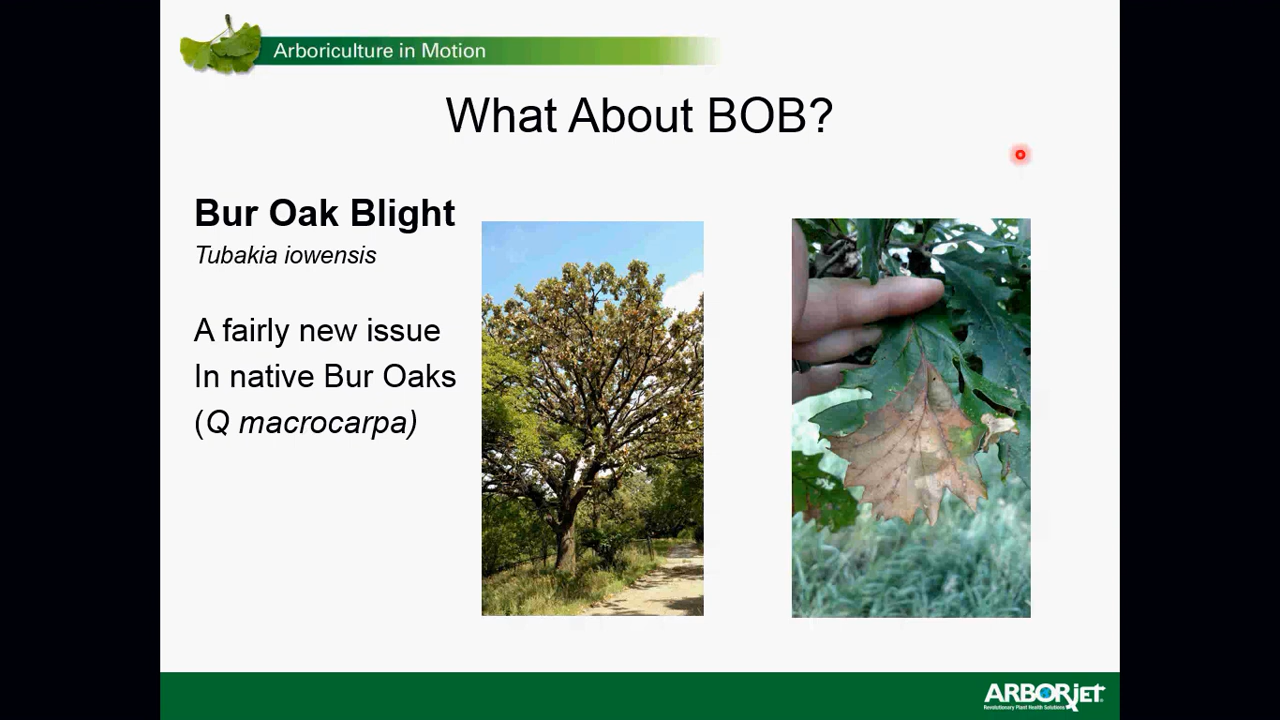 Arboriculture in Motion
What About BOB?
Bur Oak Blight
Tubakia iowensis
A fairly new issue
In native Bur Oaks
(Q macrocarpa)
ARBORjET
Revolutionary Plant Health Solutions